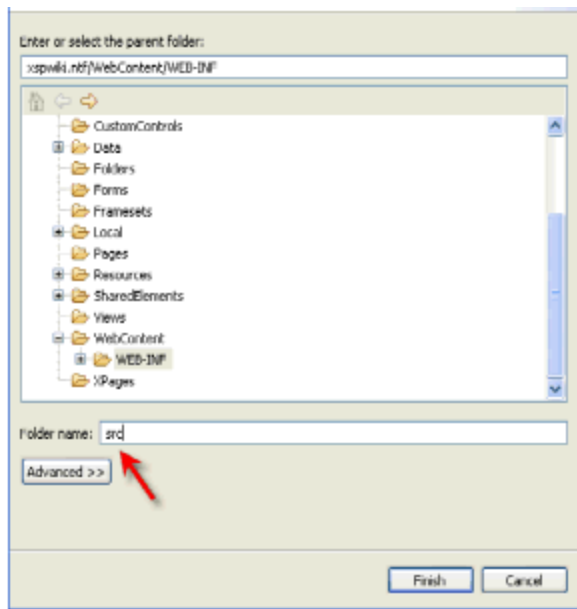 Enter or select the parent folder:
xspwiki.ntf/WebContent/WEB-INF
CustomControls
Data
Folders
Forms
Framesets
Local
Pages
Resources
SharedElements
Views
WebContent
WEB-INF
XPages
Folder name: src
Advanced >>
Finish Cancel